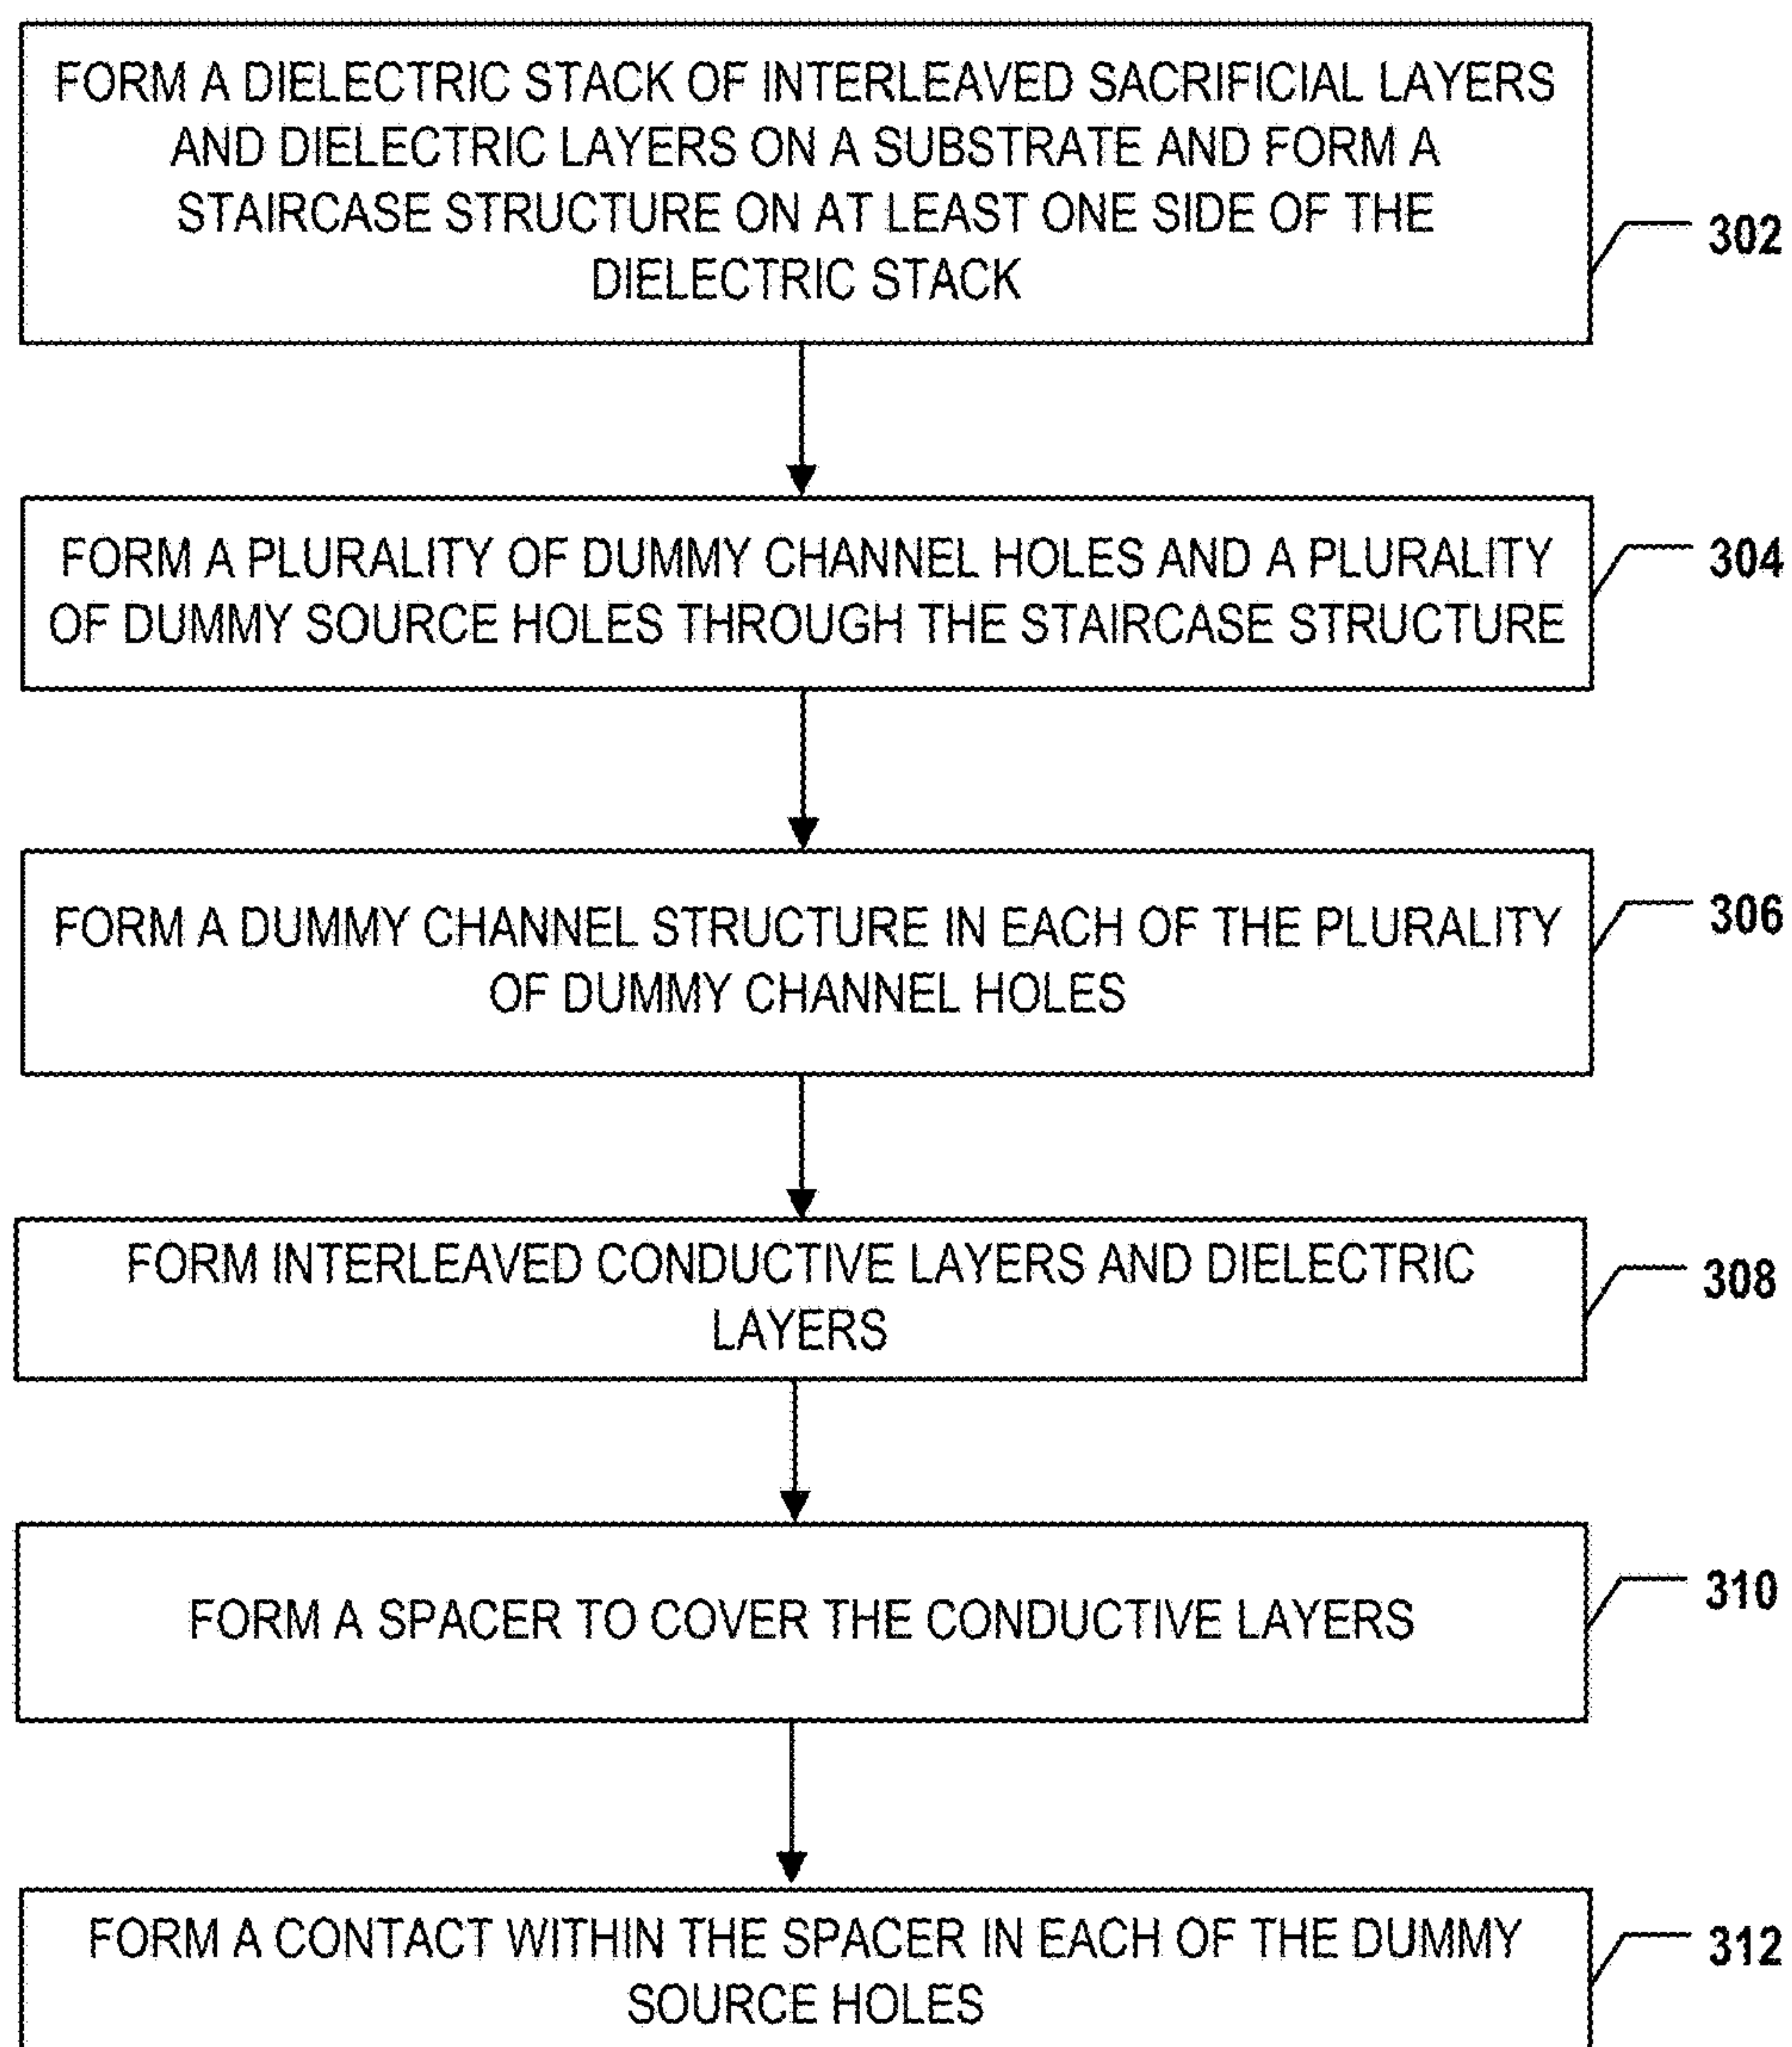 FORM A DIELECTRIC STACK OF INTERLEAVED SACRIFICIAL LAYERS
AND DIELECTRIC LAYERS ON A SUBSTRATE AND FORM A
STAIRCASE STRUCTURE ON AT LEAST ONE SIDE OF THE
DIELECTRIC STACK
302
FORM A PLURALITY OF DUMMY CHANNEL HOLES AND A PLURALITY
OF DUMMY SOURCE HOLES THROUGH THE STAIRCASE STRUCTURE
304
FORM A DUMMY CHANNEL STRUCTURE IN EACH OF THE PLURALITY
OF DUMMY CHANNEL HOLES
306
FORM INTERLEAVED CONDUCTIVE LAYERS AND DIELECTRIC
LAYERS
308
FORM A SPACER TO COVER THE CONDUCTIVE LAYERS
310
FORM A CONTACT WITHIN THE SPACER IN EACH OF THE DUMMY
SOURCE HOLES
312